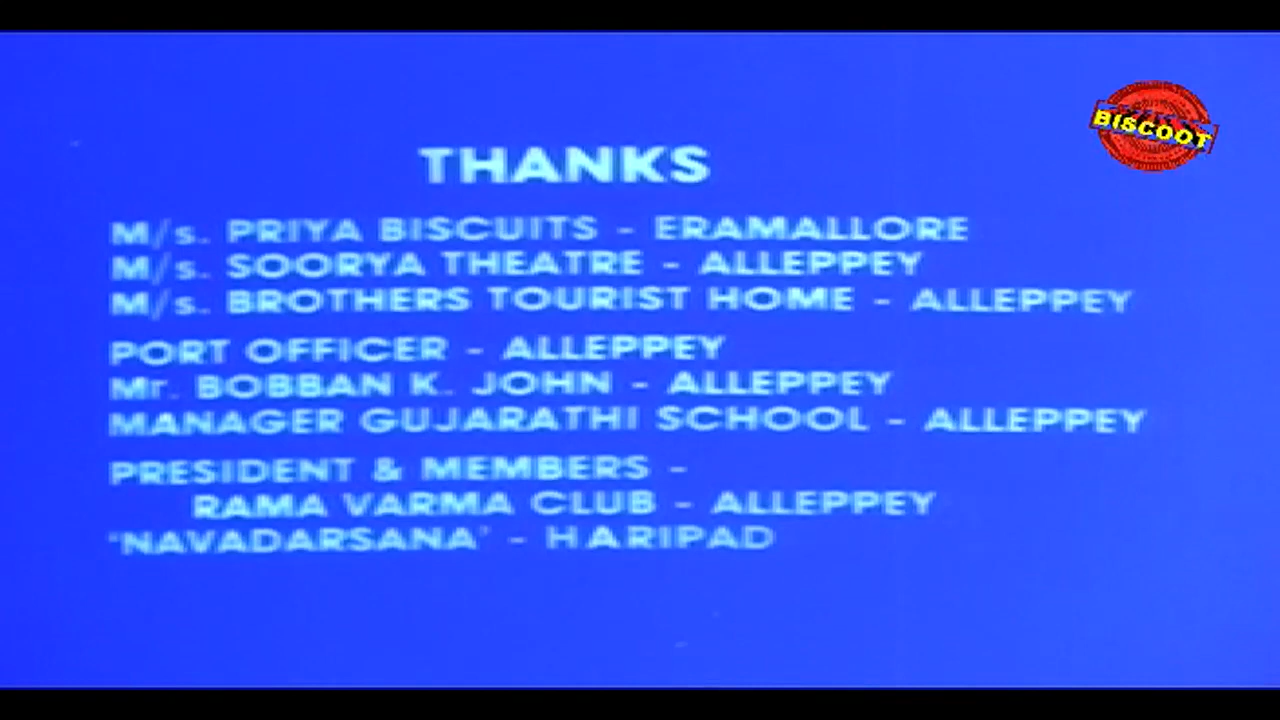 BISCOOT
THANKS
M/s. PRIYA BISCUITS - ERAMALLORE
M/s. SOORYA THEATRE - ALLEPPEY
M/s. BROTHERS TOURIST HOME - ALLEPPEY
PORT OFFICER - ALLEPPEY
Mr. BOBBAN K. JOHN - ALLEPPEY
MANAGER GUJARATHI SCHOOL - ALLEPPEY
PRESIDENT & MEMBERS -
RAMA VARMA CLUB - ALLEPPEY
'NAVADARSANA' - HARIPAD